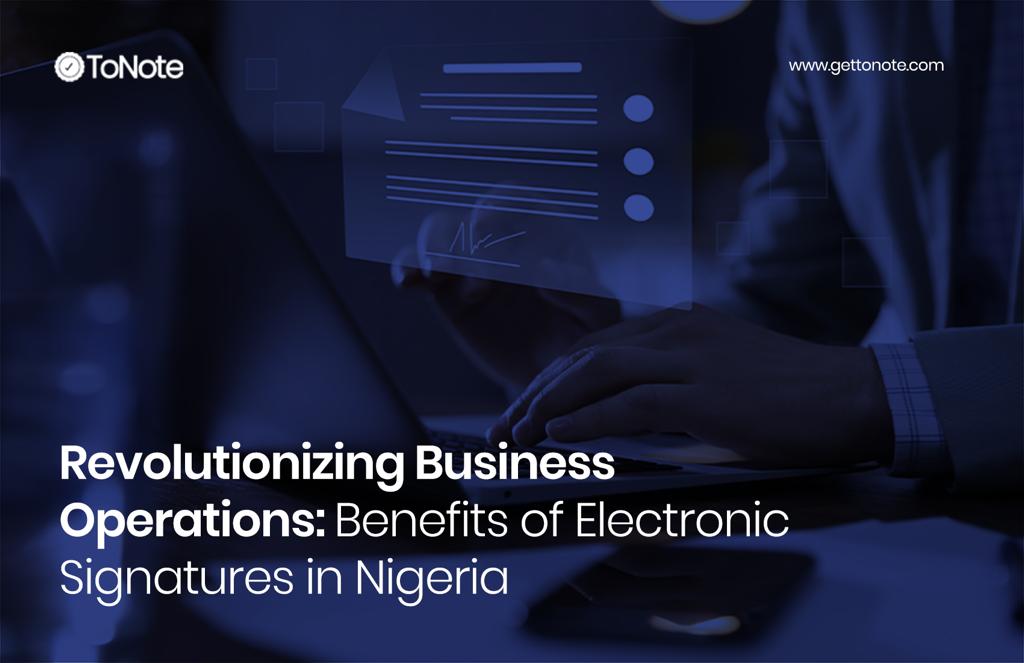 ToNote
www.gettonote.com
Revolutionizing Business
Operations: Benefits of Electronic
Signatures in Nigeria